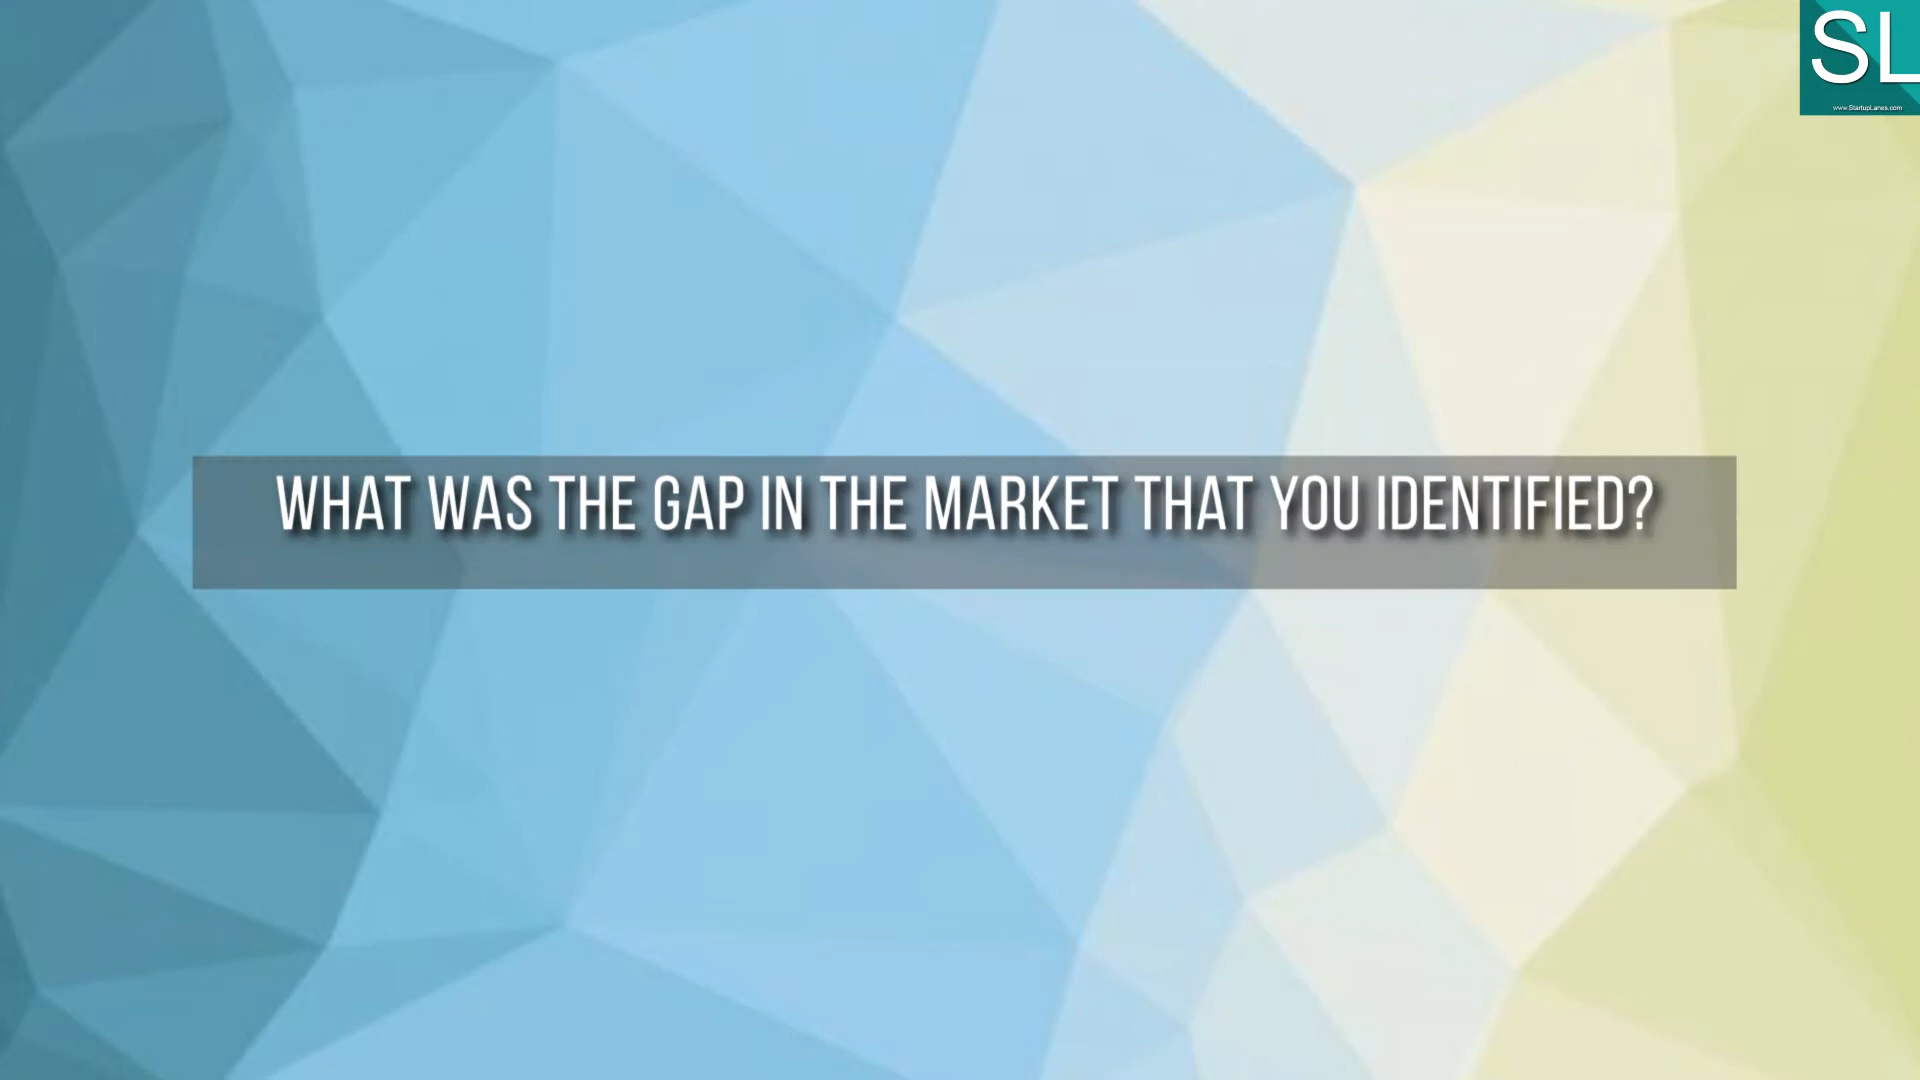 SL
www.StartupLanes.com
WHAT WAS THE GAP IN THE MARKET THAT YOU IDENTIFIED?